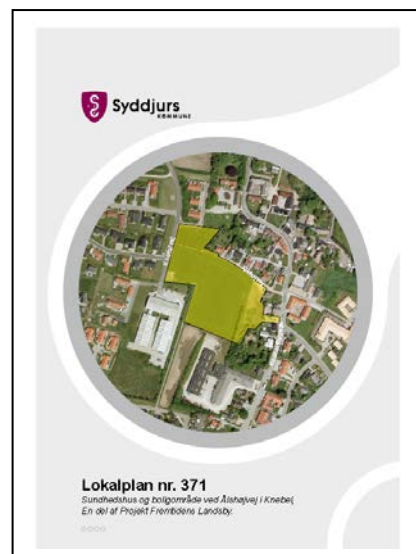 Syddjurs
KOMMUNE
Lokalplan nr. 371
Sundhedshus og boligområde ved Ålshøjvej i Knebel,
En del af Projekt Fremtidens Landsby.